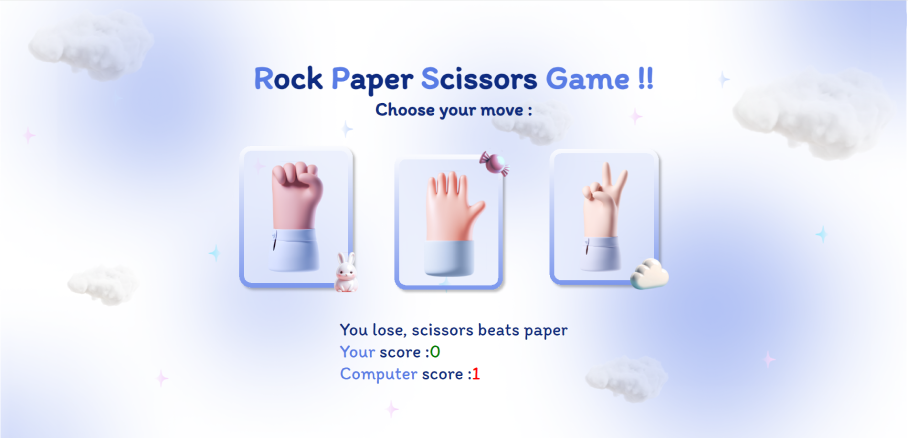 Rock Paper Scissors Game !!
Choose your move :
You lose, scissors beats paper
Your score :0
Computer score :1